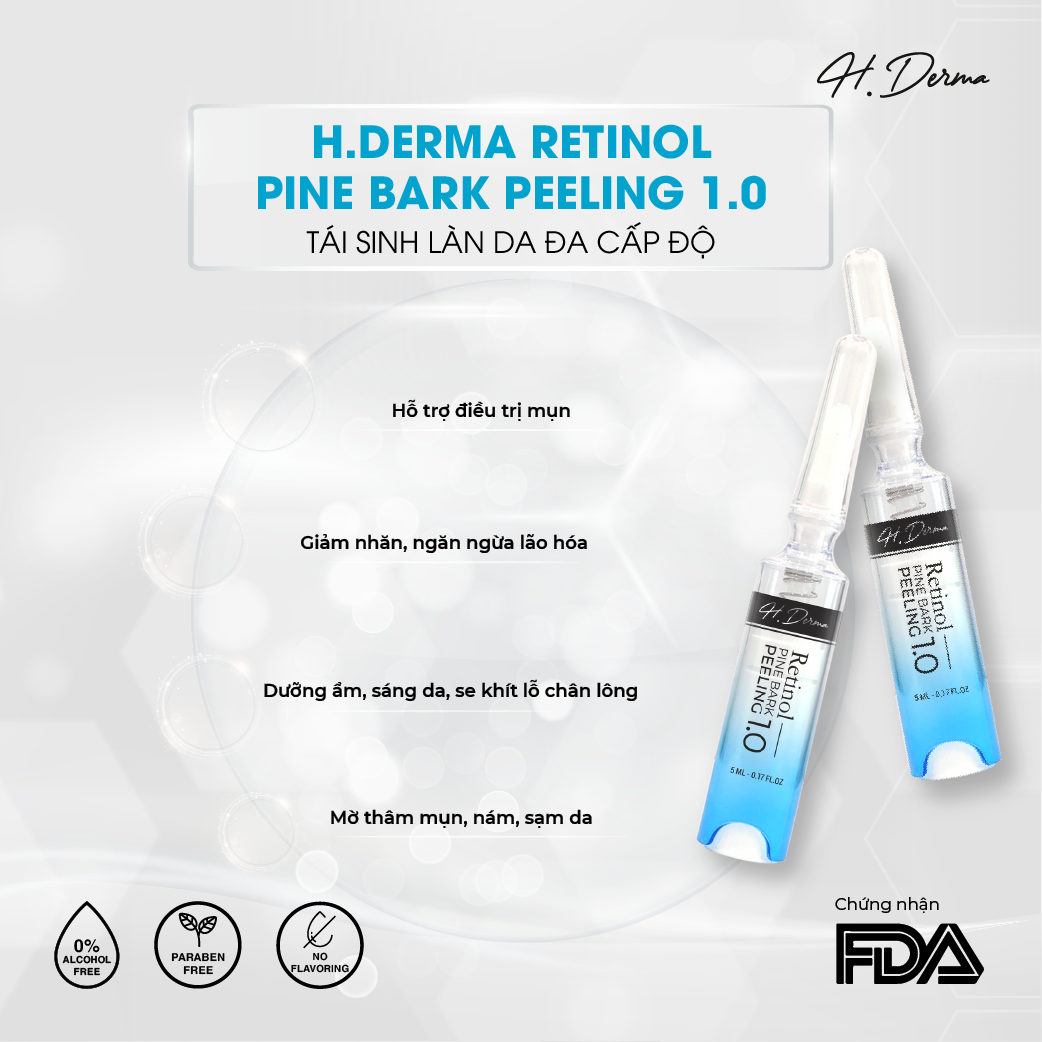 H. Derma
H.DERMA RETINOL
PINE BARK PEELING 1.0
TÁI SINH LÀN DA ĐA CẤP ĐỘ
Hỗ trợ điều trị mụn
Giảm nhăn, ngăn ngừa lão hóa
Dưỡng ẩm, sáng da, se khít lỗ chân lông
Mờ thâm mụn, nám, sạm da
H. Derma
Retinol
PINE BARK
PEELING 1.0
5 ML - 0.17 FL.OZ
H. Derma
Retinol
PINE BARK
PEELING 1.0
5 ML - 0.17 FL.OZ
0%
ALCOHOL
FREE
PARABEN
FREE
NO
FLAVORING
Chứng nhận
FDA